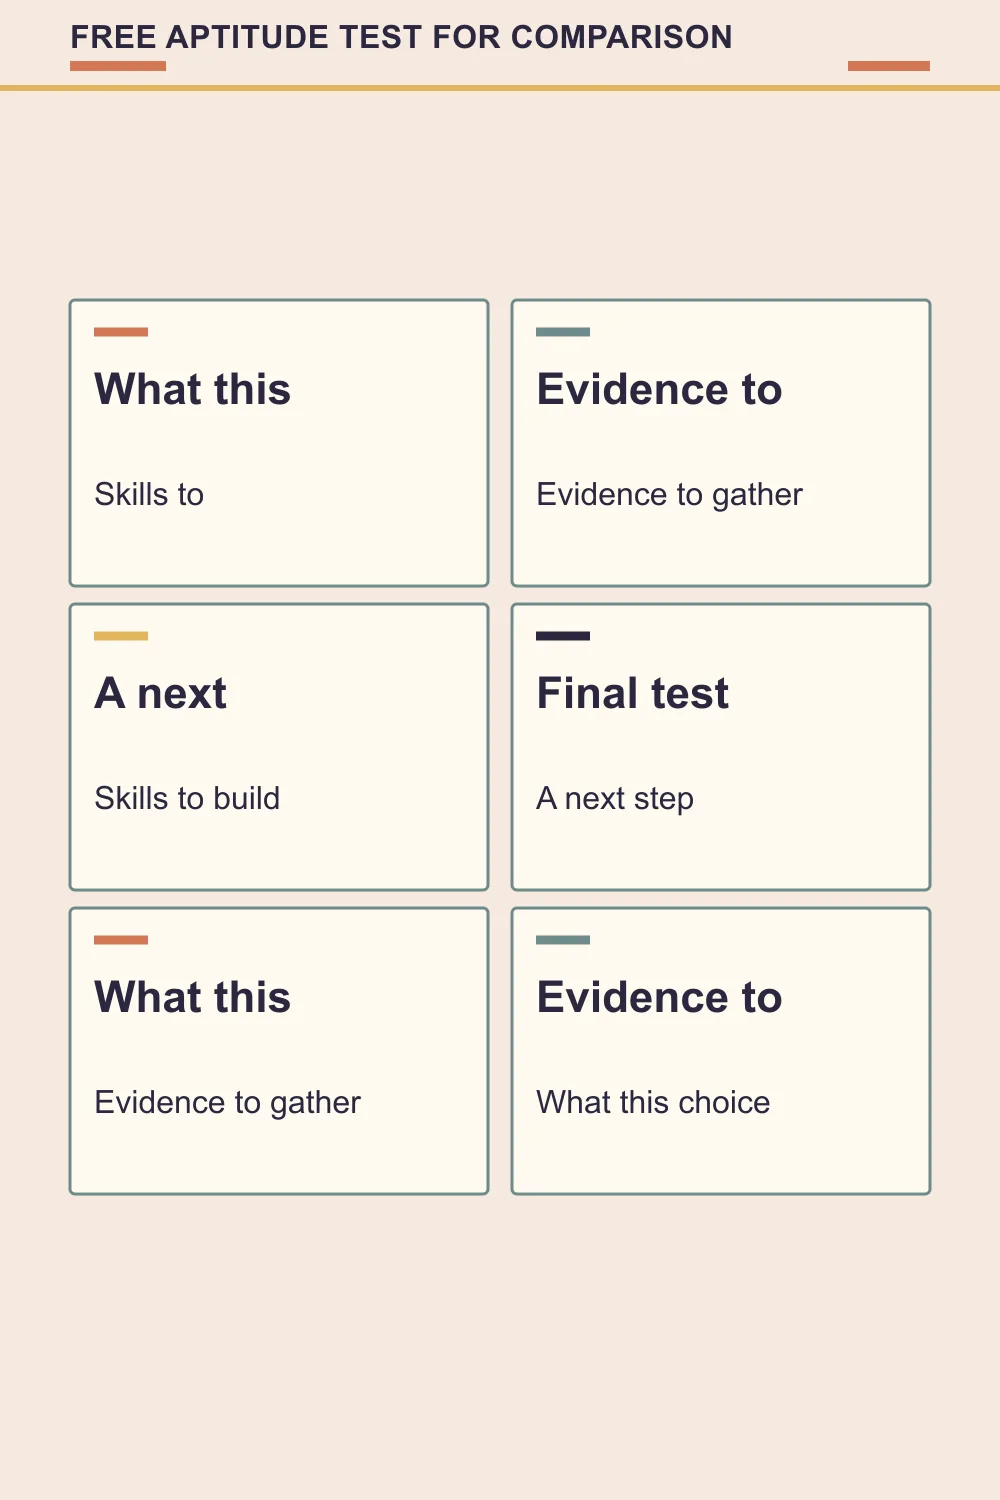 FREE APTITUDE TEST FOR COMPARISON
What this
Skills to
Evidence to
Evidence to gather
A next
Skills to build
Final test
A next step
What this
Evidence to gather
Evidence to
What this choice